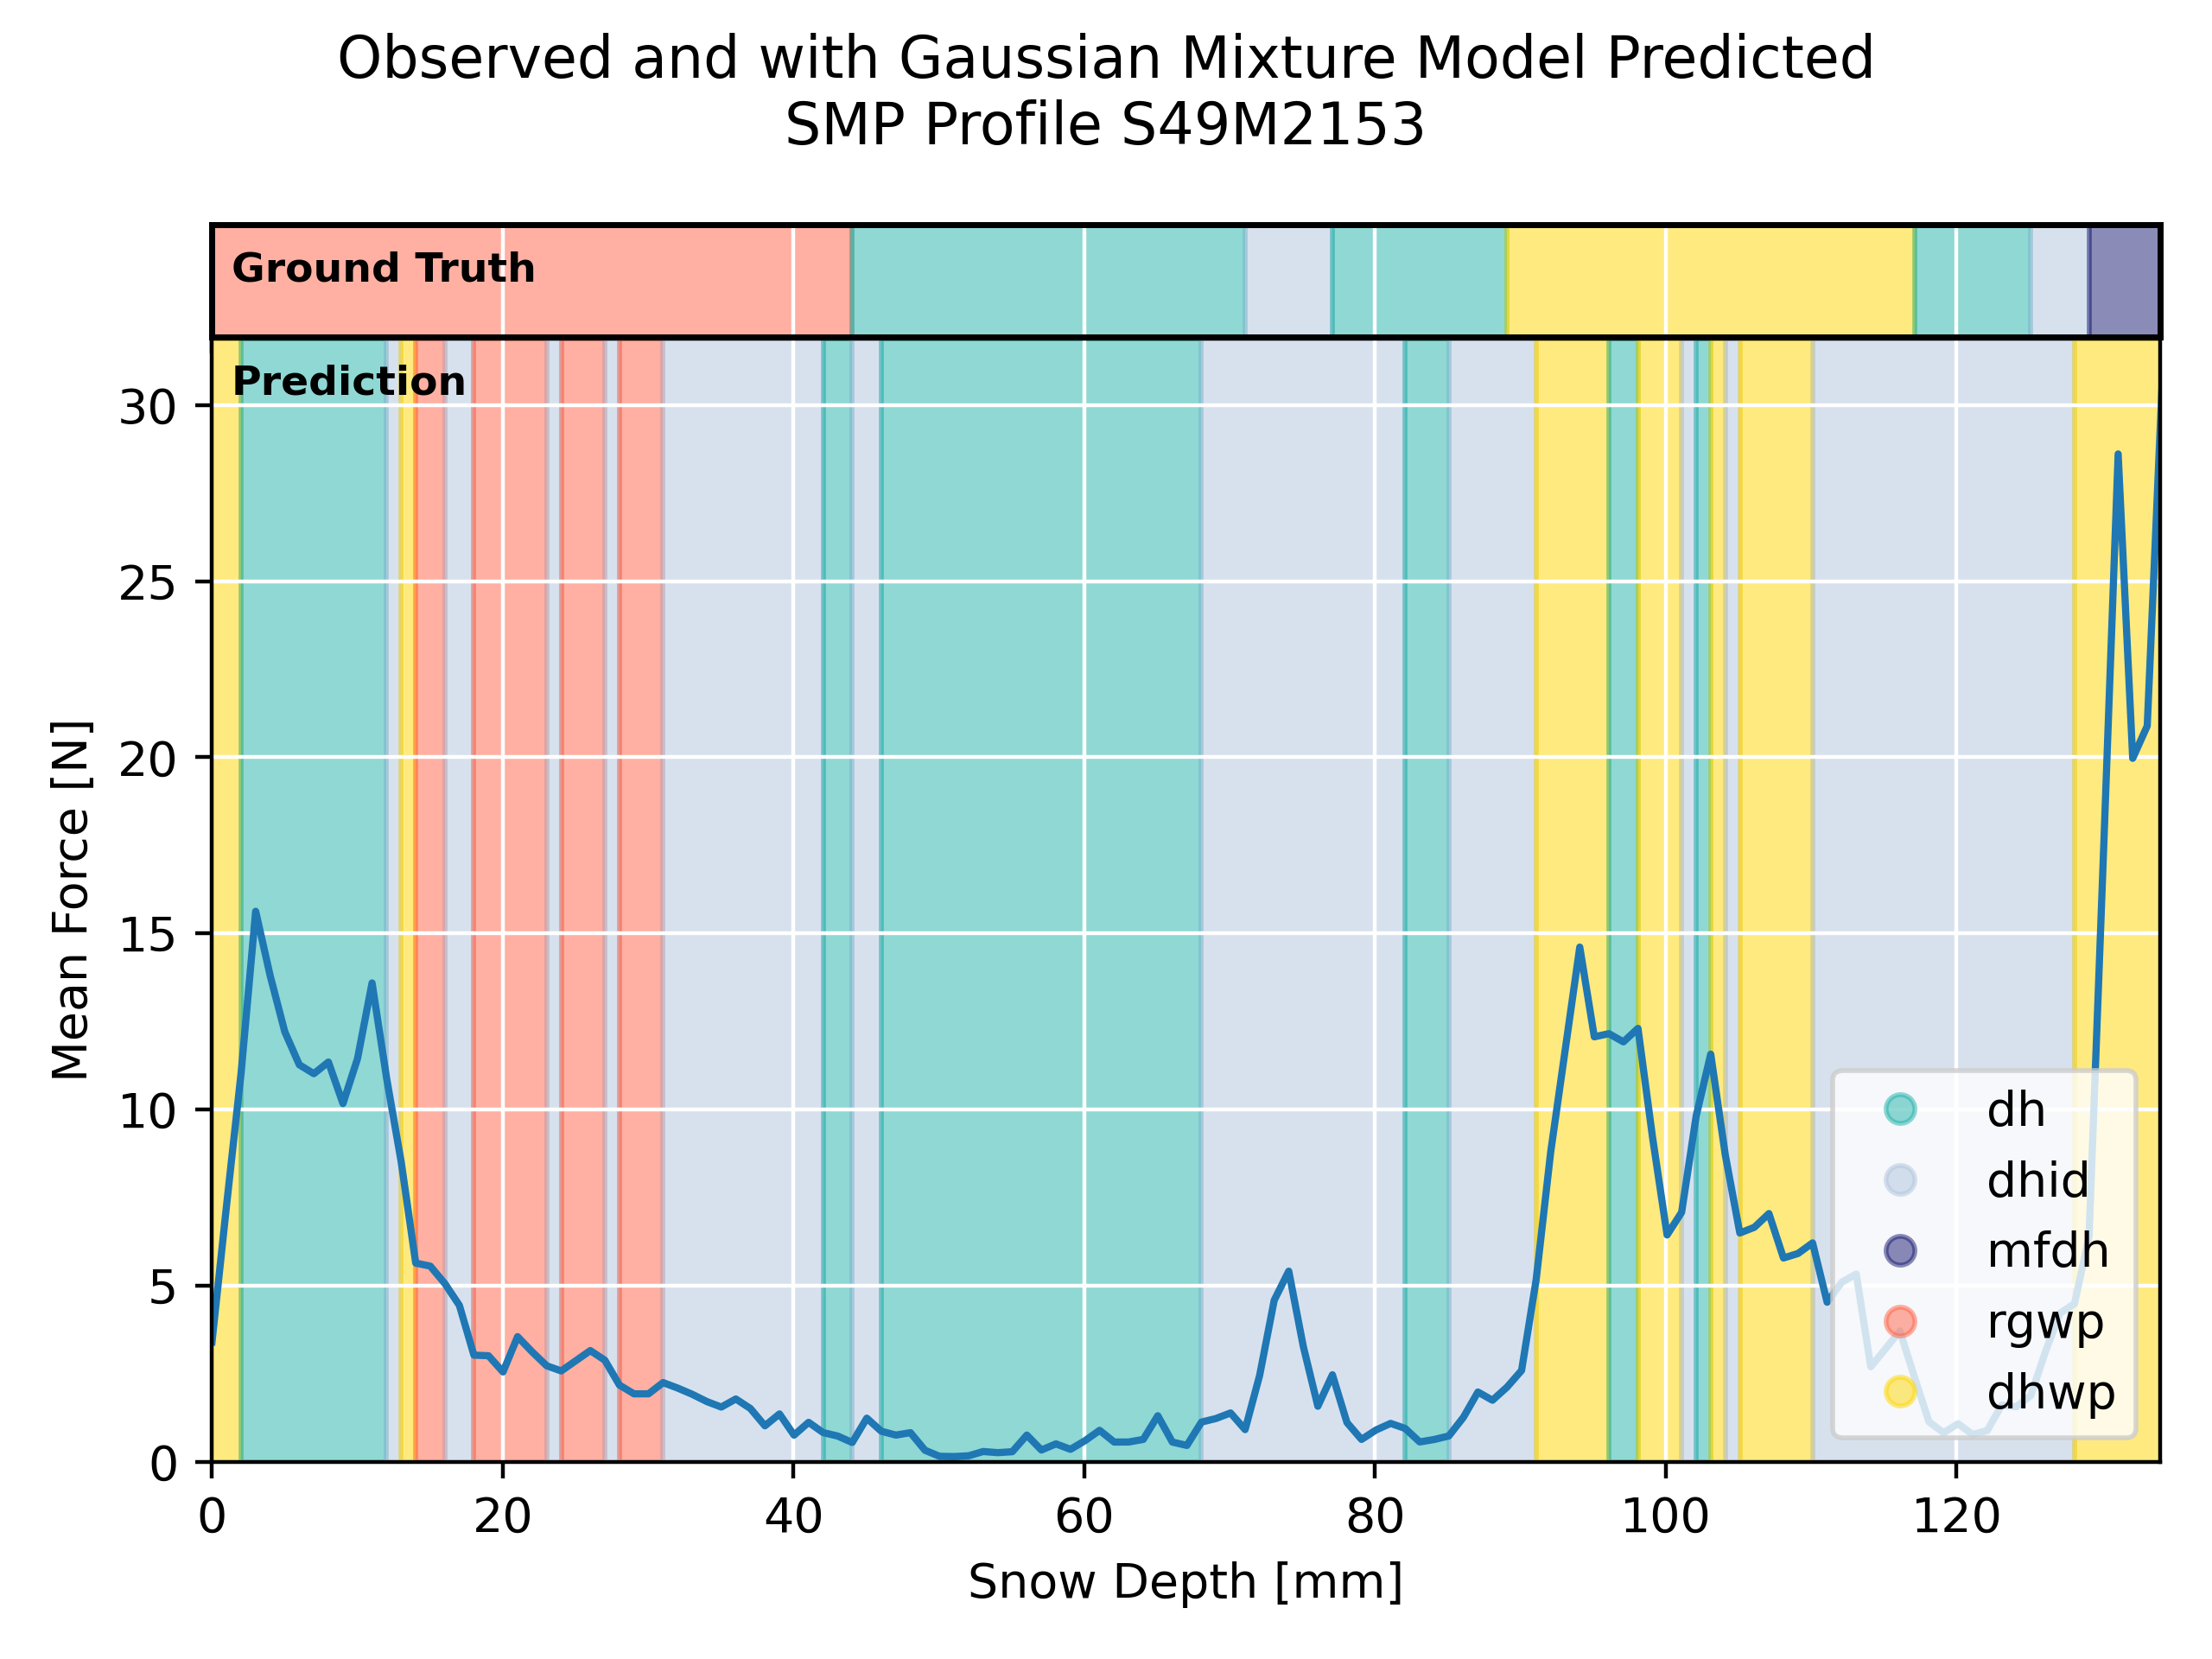 Observed and with Gaussian Mixture Model Predicted
SMP Profile S49M2153
Ground Truth
Prediction
30
25
20
15
10
5
0
Mean Force [N]
0 20 40 60 80 100 120
Snow Depth [mm]
dh
dhid
mfdh
rgwp
dhwp